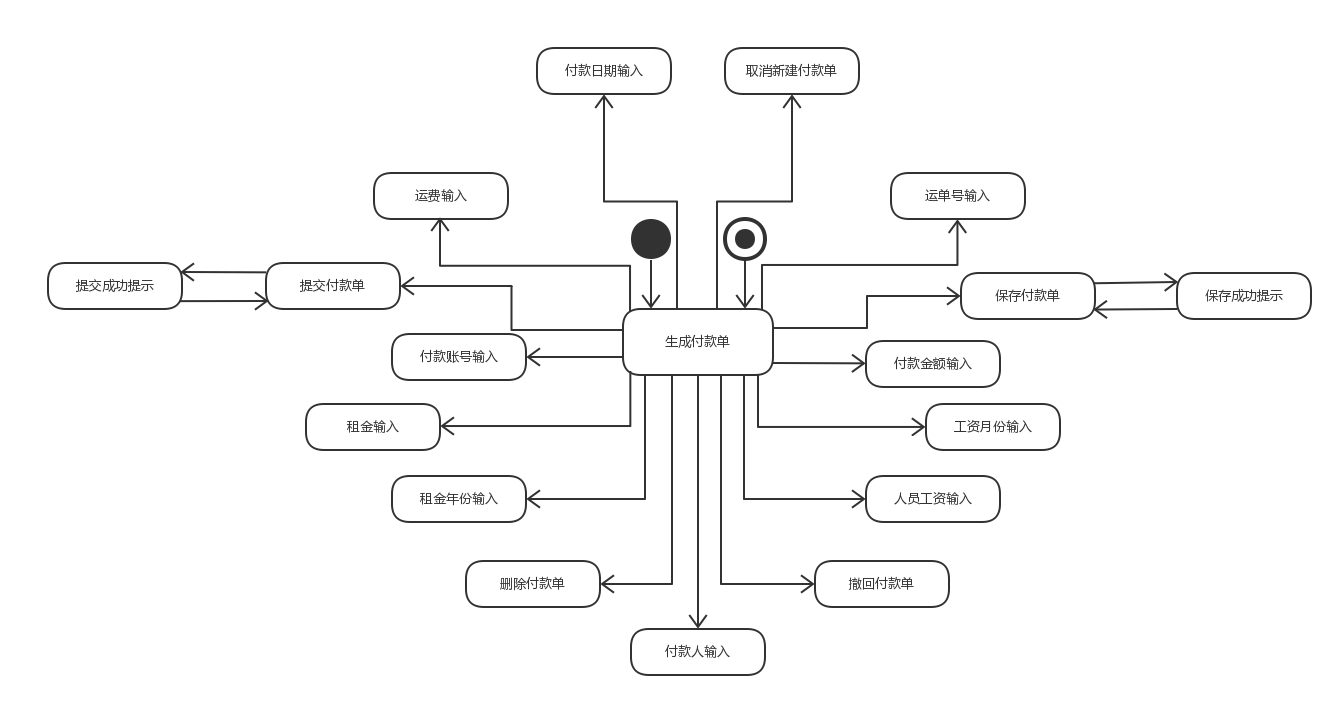 付款日期输入
取消新建付款单
运费输入
运单号输入
提交成功提示
提交付款单
保存付款单
保存成功提示
生成付款单
付款账号输入
付款金额输入
租金输入
工资月份输入
租金年份输入
人员工资输入
删除付款单
撤回付款单
付款人输入